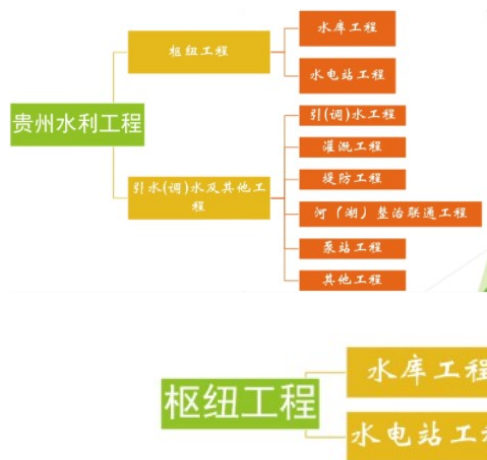 贵州水利工程
枢纽工程
水库工程
水电站工程
引水(调)水及其他工
程
引(调)水工程
灌溉工程
堤防工程
河（湖）整治联通工程
泵站工程
其他工程
枢纽工程
水库工程
水电站工程